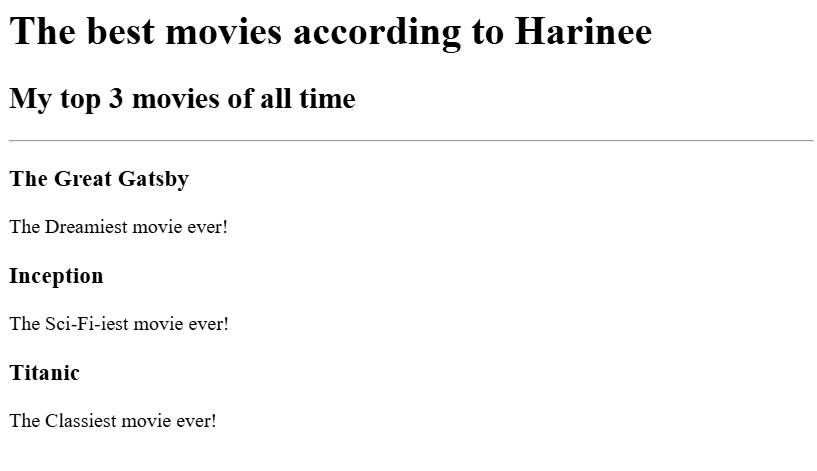 The best movies according to Harinee
My top 3 movies of all time
The Great Gatsby
The Dreamiest movie ever!
Inception
The Sci-Fi-iest movie ever!
Titanic
The Classiest movie ever!